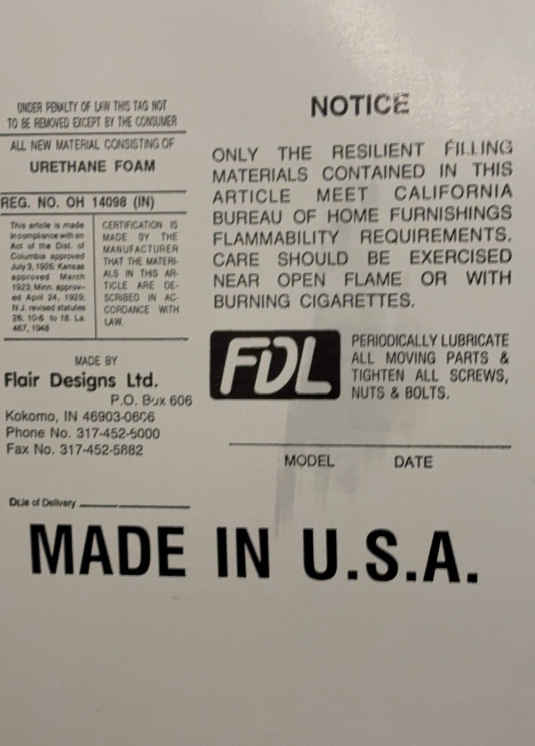 UNDER PENALTY OF LAW THIS TAG NOT
TO BE REMOVED EXCEPT BY THE CONSUMER
ALL NEW MATERIAL CONSISTING OF
URETHANE FOAM
REG. NO. OH 14098 (IN)
This article is made
in compliance with an
Act of the Dist. of
Columbia approved
July 3, 1926; Kansas
approved March
1923; Minn. approv-
ed April 24, 1929;
N.J. revised statutes
26: 10-6 to 18. La.
467, 1948
CERTIFICATION IS
MADE BY THE
MANUFACTURER
THAT THE MATERI-
ALS IN THIS AR-
TICLE ARE DE-
SCRIBED IN AC-
CORDANCE WITH
LAW.
MADE BY
Flair Designs Ltd.
P.O. Box 606
Kokomo, IN 46903-0606
Phone No. 317-452-6000
Fax No. 317-452-5882
Date of Delivery
NOTICE
ONLY THE RESILIENT FILLING
MATERIALS CONTAINED IN THIS
ARTICLE MEET CALIFORNIA
BUREAU OF HOME FURNISHINGS
FLAMMABILITY REQUIREMENTS.
CARE SHOULD BE EXERCISED
NEAR OPEN FLAME OR WITH
BURNING CIGARETTES.
FDL
PERIODICALLY LUBRICATE
ALL MOVING PARTS &
TIGHTEN ALL SCREWS,
NUTS & BOLTS.
MODEL DATE
MADE IN U.S.A.